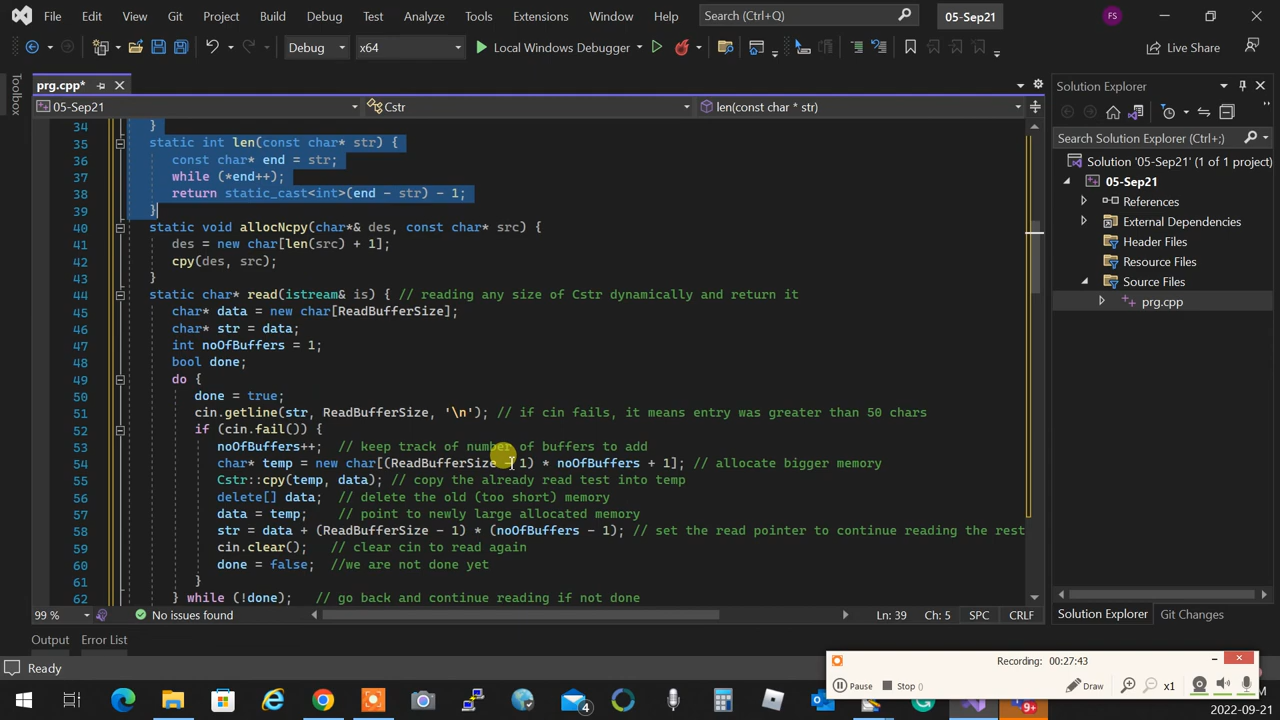 File Edit View Git Project Build Debug Test Analyze Tools Extensions Window Help Search (Ctrl+Q) 05-Sep21 FS
Debug x64 Local Windows Debugger Live Share
Toolbox
prg.cpp*
05-Sep21 Cstr len(const char * str)
34 }
35 static int len(const char* str) {
36 const char* end = str;
37 while (*end++);
38 return static_cast<int>(end - str) - 1;
39 }
40 static void allocNcpy(char*& des, const char* src) {
41 des = new char[len(src) + 1];
42 cpy(des, src);
43 }
44 static char* read(istream& is) { // reading any size of Cstr dynamically and return it
45 char* data = new char[ReadBufferSize];
46 char* str = data;
47 int noOfBuffers = 1;
48 bool done;
49 do {
50 done = true;
51 cin.getline(str, ReadBufferSize, '\n'); // if cin fails, it means entry was greater than 50 chars
52 if (cin.fail()) {
53 noOfBuffers++; // keep track of number of buffers to add
54 char* temp = new char[(ReadBufferSize - 1) * noOfBuffers + 1]; // allocate bigger memory
55 Cstr::cpy(temp, data); // copy the already read test into temp
56 delete[] data; // delete the old (too short) memory
57 data = temp; // point to newly large allocated memory
58 str = data + (ReadBufferSize - 1) * (noOfBuffers - 1); // set the read pointer to continue reading the rest
59 cin.clear(); // clear cin to read again
60 done = false; //we are not done yet
61 }
62 } while (!done); // go back and continue reading if not done
99 % No issues found Ln: 39 Ch: 5 SPC CRLF
Output Error List
Ready
Solution Explorer
Search Solution Explorer (Ctrl+;)
Solution '05-Sep21' (1 of 1 project)
05-Sep21
References
External Dependencies
Header Files
Resource Files
Source Files
prg.cpp
Solution Explorer Git Changes
Recording: 00:27:43
Pause Stop () Draw x1
4
9+
2022-09-21